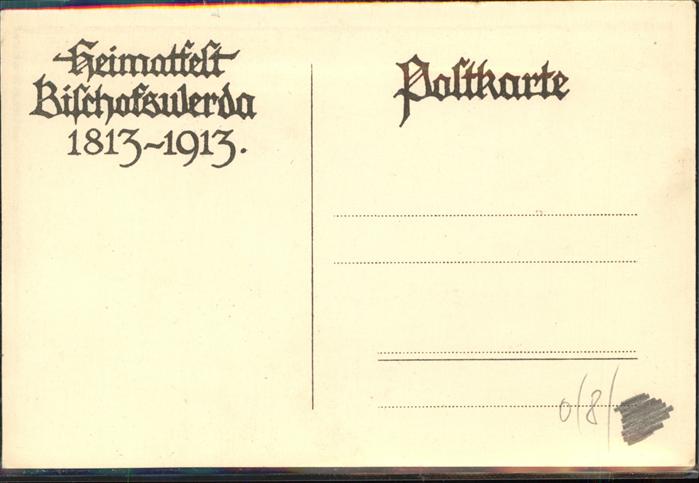 Heimatfest
Bischofswerda
1813-1913.
Postkarte
0/8/